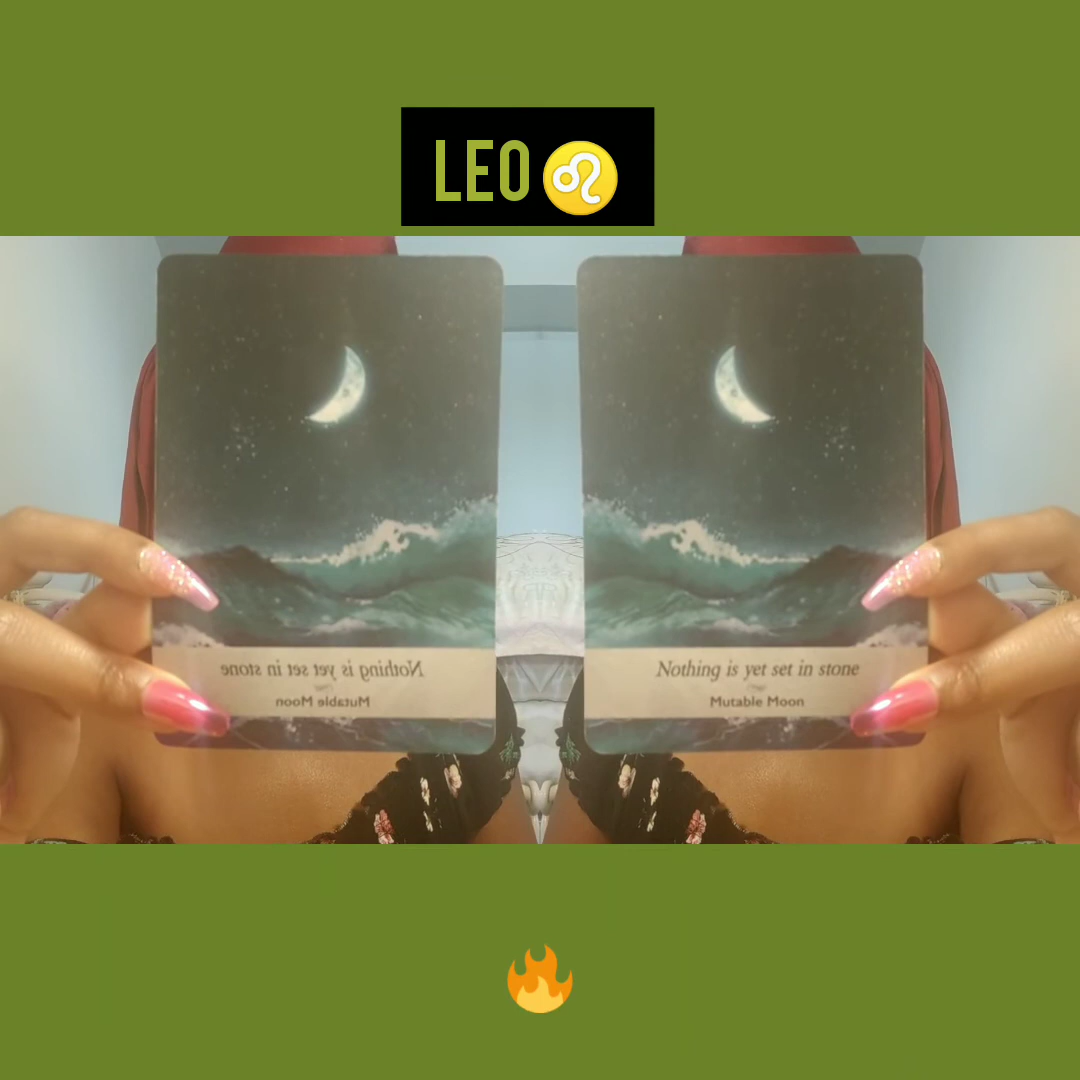 LEO ♌
Nothing is yet set in stone
Mutable Moon
Nothing is yet set in stone
Mutable Moon